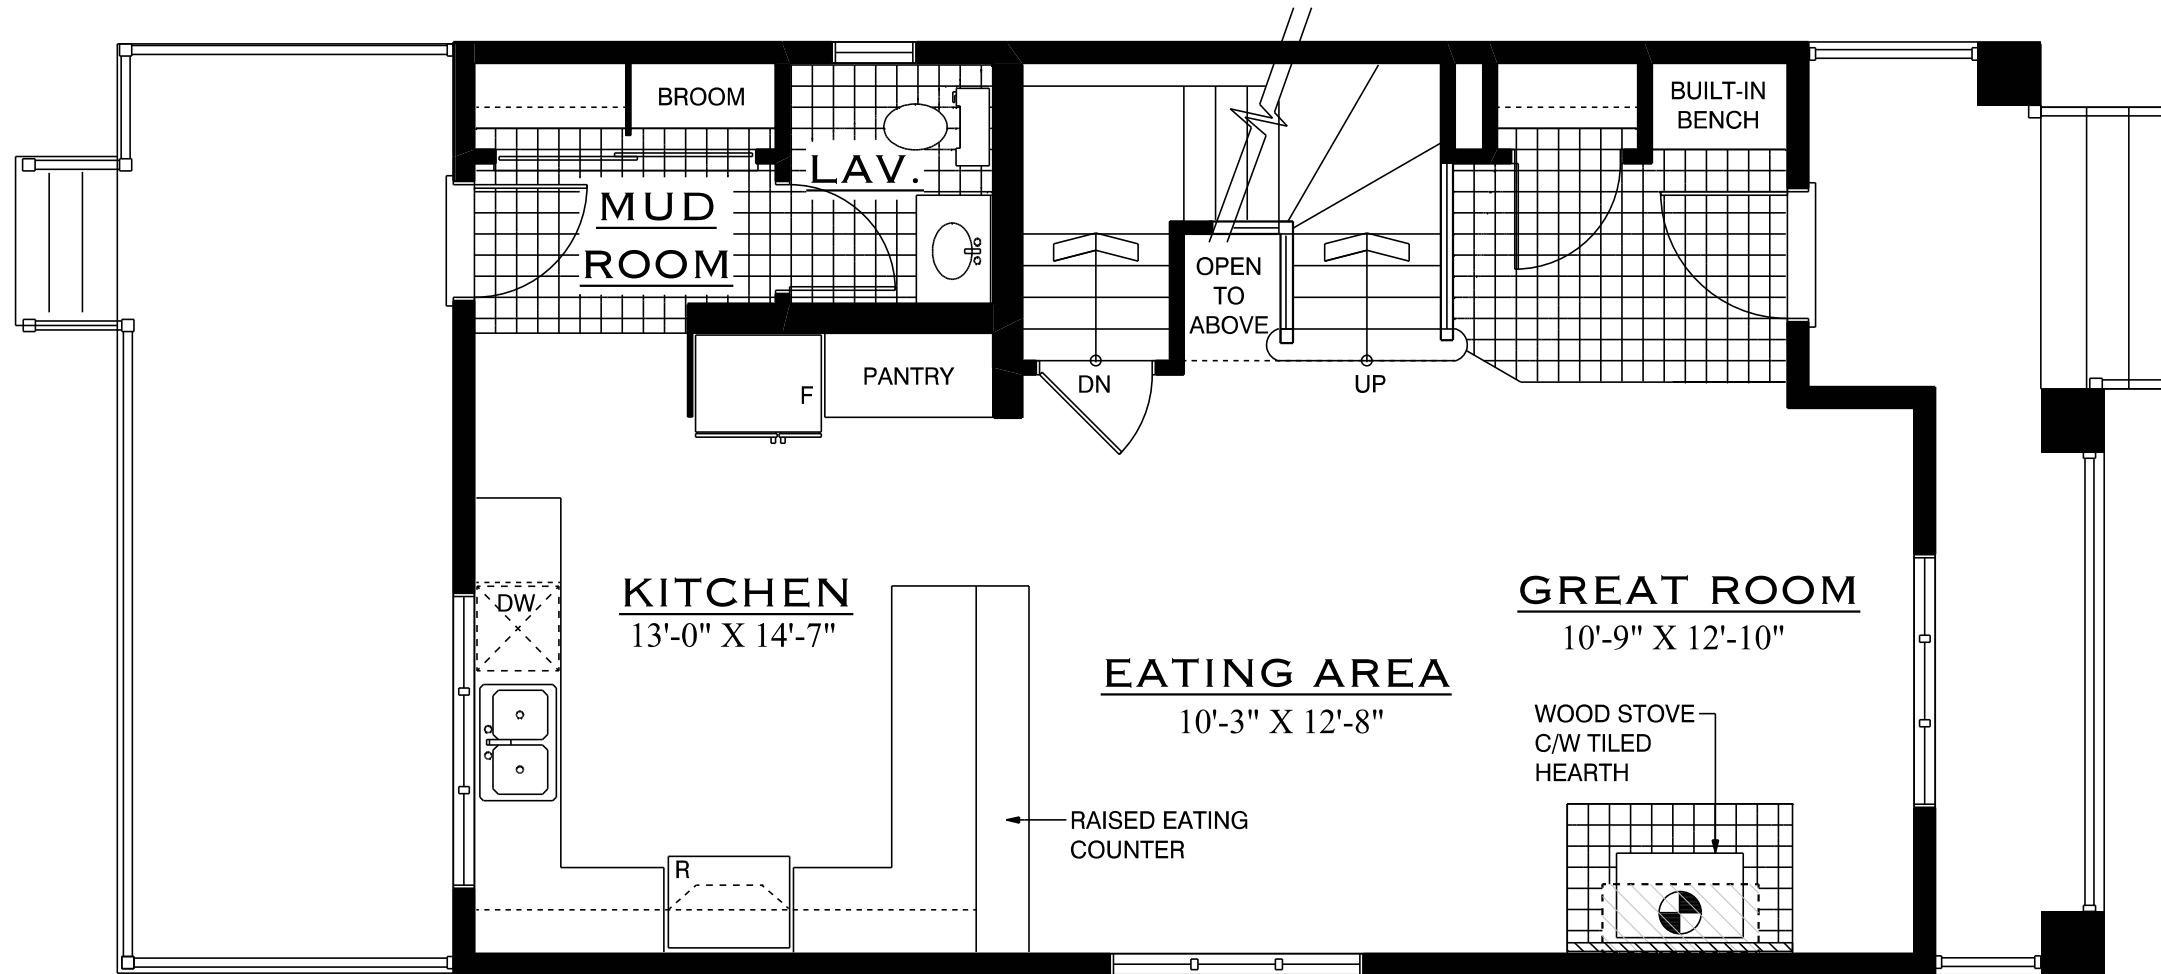 BROOM
BUILT-IN
BENCH
LAV.
MUD
ROOM
OPEN
TO
ABOVE
PANTRY
F
DN
UP
KITCHEN
13'-0" X 14'-7"
DW
GREAT ROOM
10'-9" X 12'-10"
EATING AREA
10'-3" X 12'-8"
WOOD STOVE
C/W TILED
HEARTH
RAISED EATING
COUNTER
R